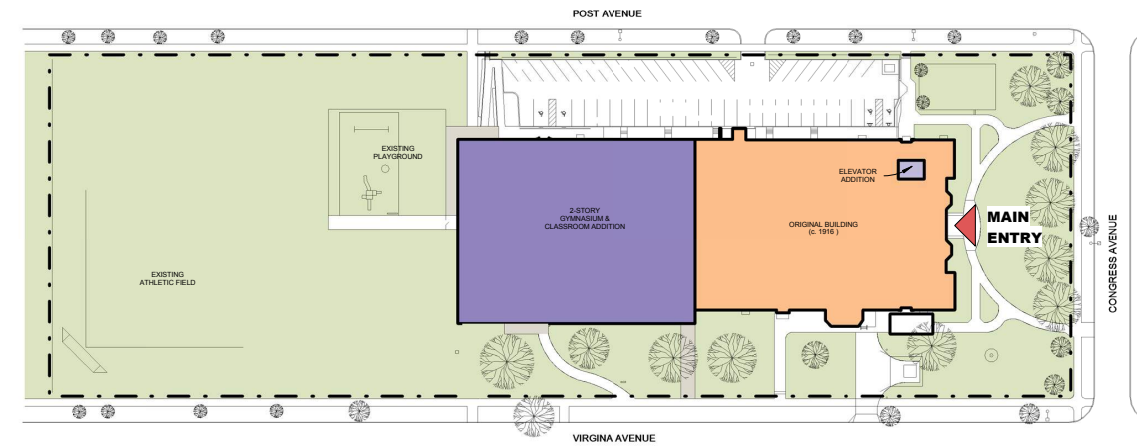 POST AVENUE
EXISTING
PLAYGROUND
ELEVATOR
ADDITION
2-STORY
GYMNASIUM &
CLASSROOM ADDITION
ORIGINAL BUILDING
(c. 1916 )
MAIN
ENTRY
CONGRESS AVENUE
EXISTING
ATHLETIC FIELD
VIRGINA AVENUE